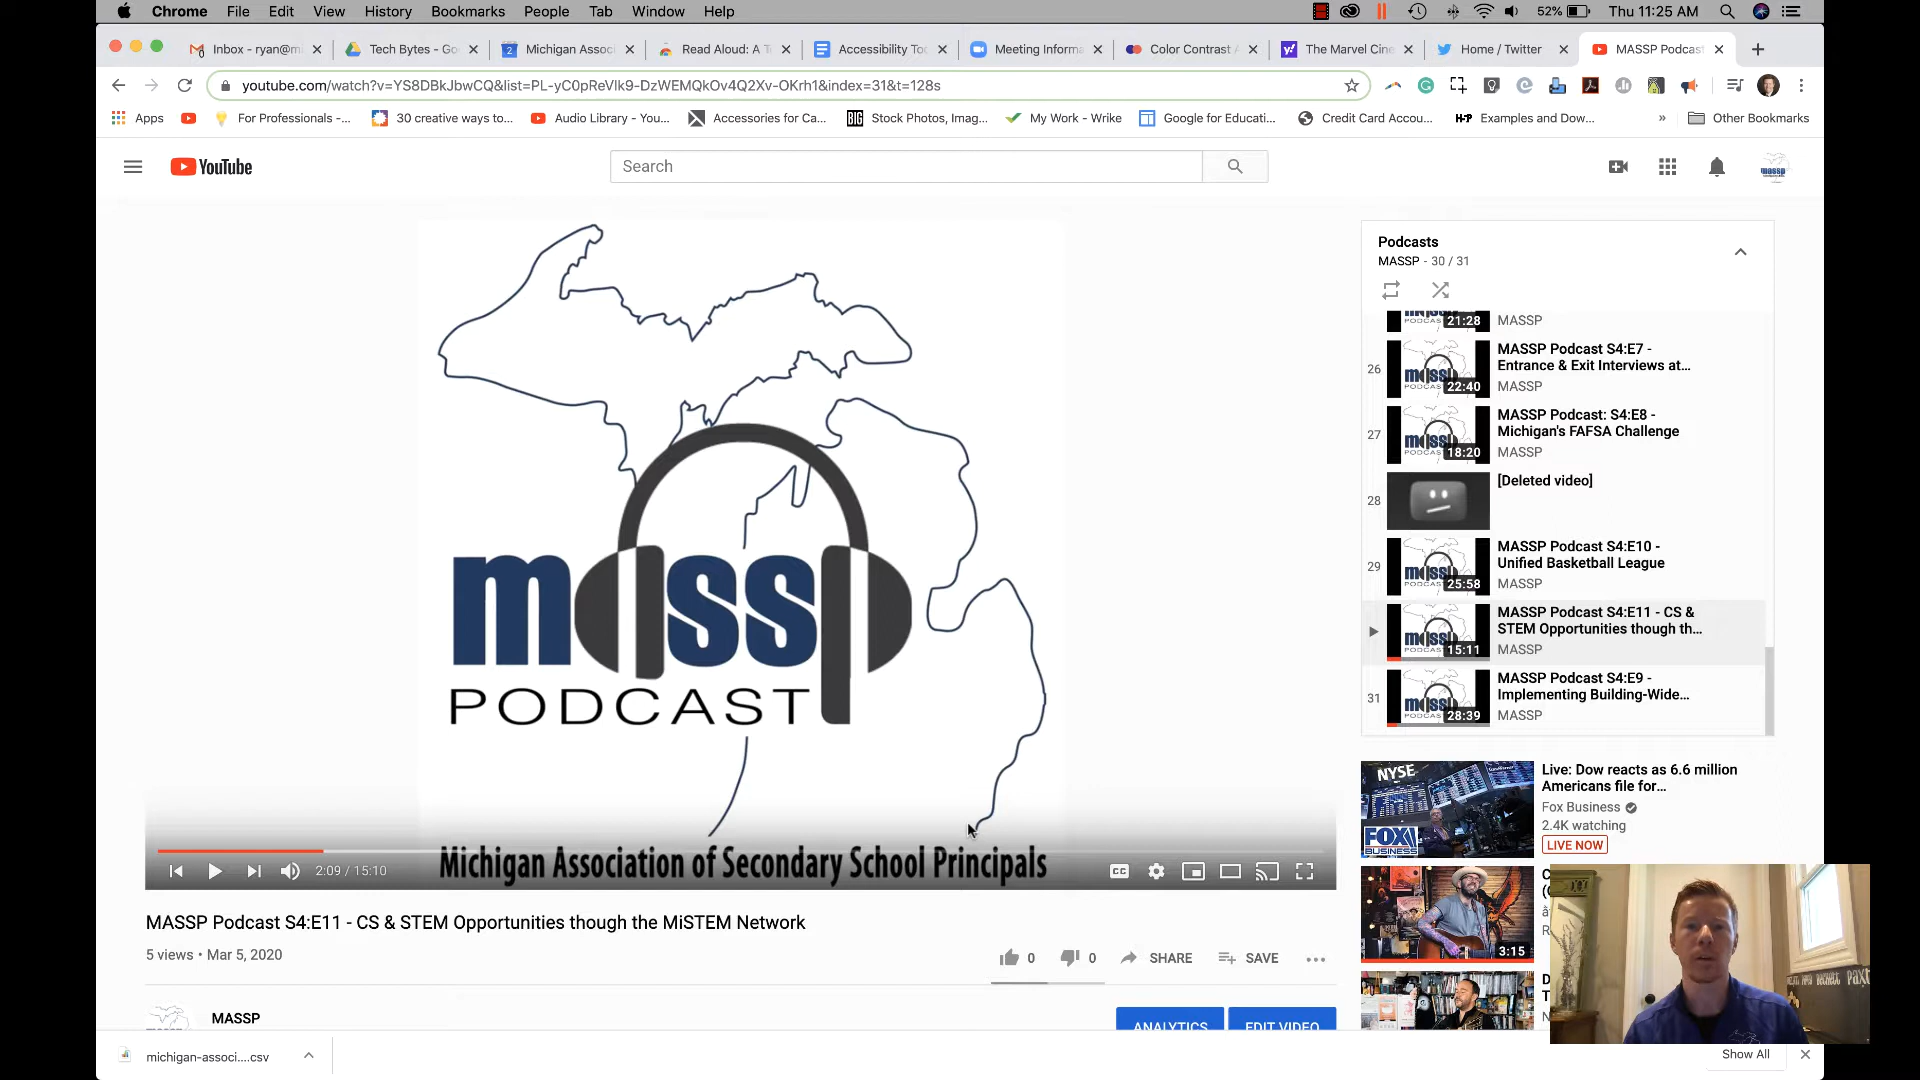 Chrome File Edit View History Bookmarks People Tab Window Help 52% Thu 11:25 AM
Inbox - ryan@m
Tech Bytes - Go
Michigan Assoc
Read Aloud: A T
Accessibility To
Meeting Informa
Color Contrast
The Marvel Cine
Home / Twitter
MASSP Podcast
youtube.com/watch?v=YS8DBkJbwCQ&list=PL-yC0pReVlk9-DzWEMQkOv4Q2Xv-OKrh1&index=31&t=128s
Apps For Professionals -... 30 creative ways to... Audio Library - You... Accessories for Ca... BIG Stock Photos, Imag... My Work - Wrike Google for Educati... Credit Card Accou... Examples and Dow... » Other Bookmarks
YouTube
Search
massp
massp
PODCAST
Michigan Association of Secondary School Principals
2:09 / 15:10
CC
MASSP Podcast S4:E11 - CS & STEM Opportunities though the MiSTEM Network
5 views • Mar 5, 2020
0 0 SHARE SAVE
MASSP
ANALYTICS EDIT VIDEO
Podcasts
MASSP - 30 / 31
21:28 MASSP
26
22:40
MASSP Podcast S4:E7 -
Entrance & Exit Interviews at...
MASSP
27
18:20
MASSP Podcast: S4:E8 -
Michigan's FAFSA Challenge
MASSP
28
[Deleted video]
29
25:58
MASSP Podcast S4:E10 -
Unified Basketball League
MASSP
15:11
MASSP Podcast S4:E11 - CS &
STEM Opportunities though th...
MASSP
31
28:39
MASSP Podcast S4:E9 -
Implementing Building-Wide...
MASSP
NYSE
FOX
BUSINESS
Live: Dow reacts as 6.6 million
Americans file for...
Fox Business
2.4K watching
LIVE NOW
3:15
michigan-associ....csv
Show All